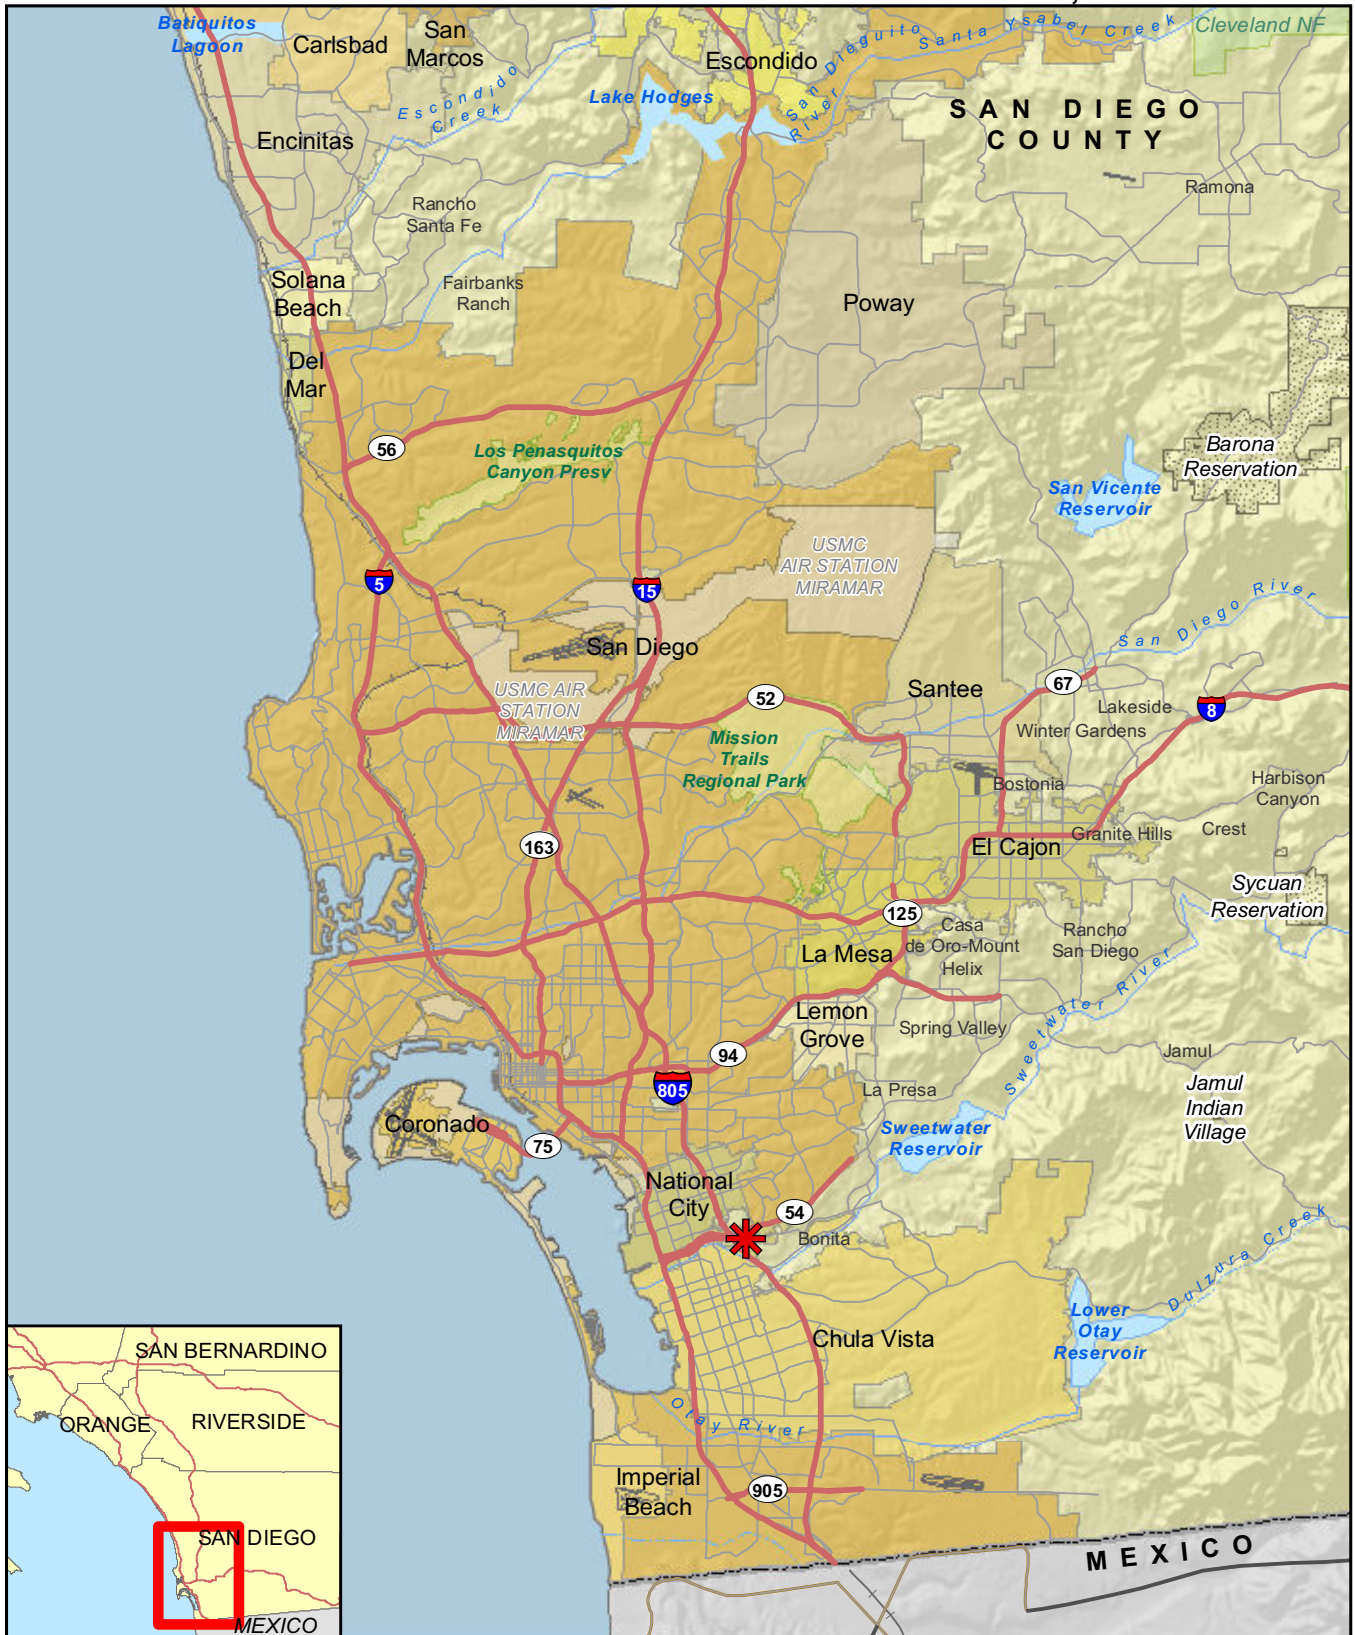 Batiquitos
Lagoon
Carlsbad
San
Marcos
Escondido
Cleveland NF
Escondido
Creek
Lake Hodges
San Dieguito
River
Santa Ysabel Creek
SAN DIEGO
COUNTY
Encinitas
Ramona
Rancho
Santa Fe
Solana
Beach
Fairbanks
Ranch
Poway
Del
Mar
56
Los Penasquitos
Canyon Presv
Barona
Reservation
San Vicente
Reservoir
USMC
AIR STATION
MIRAMAR
5
15
San Diego River
San Diego
USMC AIR
STATION
MIRAMAR
52
Santee
67
Lakeside
8
Winter Gardens
Mission
Trails
Regional Park
Bostonia
Harbison
Canyon
163
El Cajon
Granite Hills
Crest
Sycuan
Reservation
125
Casa
de Oro-Mount
Helix
Rancho
San Diego
La Mesa
Sweetwater River
Lemon
Grove
Spring Valley
94
Jamul
805
La Presa
Jamul
Indian
Village
Coronado
75
Sweetwater
Reservoir
National
City
54
Bonita
Dulzura Creek
Lower
Otay
Reservoir
Chula Vista
Otay River
Imperial
Beach
905
MEXICO
SAN BERNARDINO
ORANGE
RIVERSIDE
SAN DIEGO
MEXICO